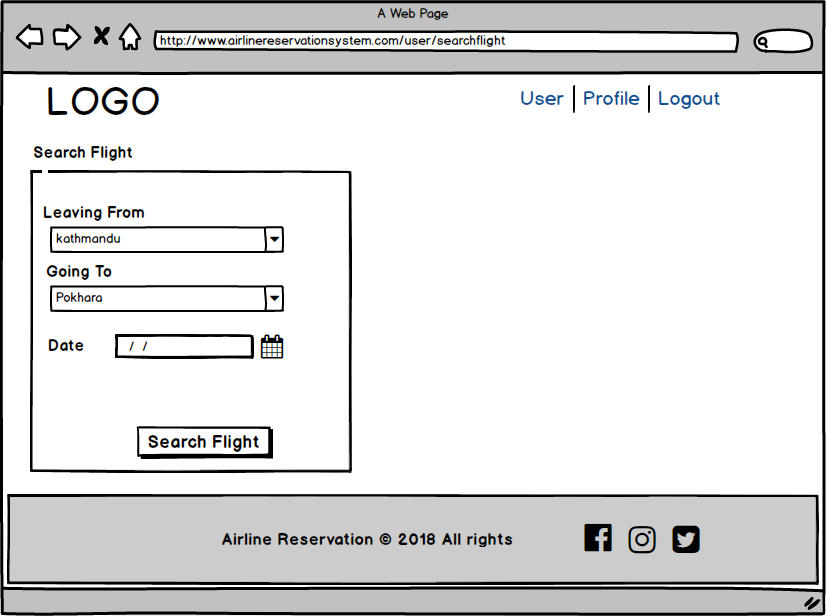 A Web Page
http://www.airlinereservationsystem.com/user/searchflight
LOGO
User | Profile | Logout
Search Flight
Leaving From
kathmandu
Going To
Pokhara
Date / /
Search Flight
Airline Reservation © 2018 All rights